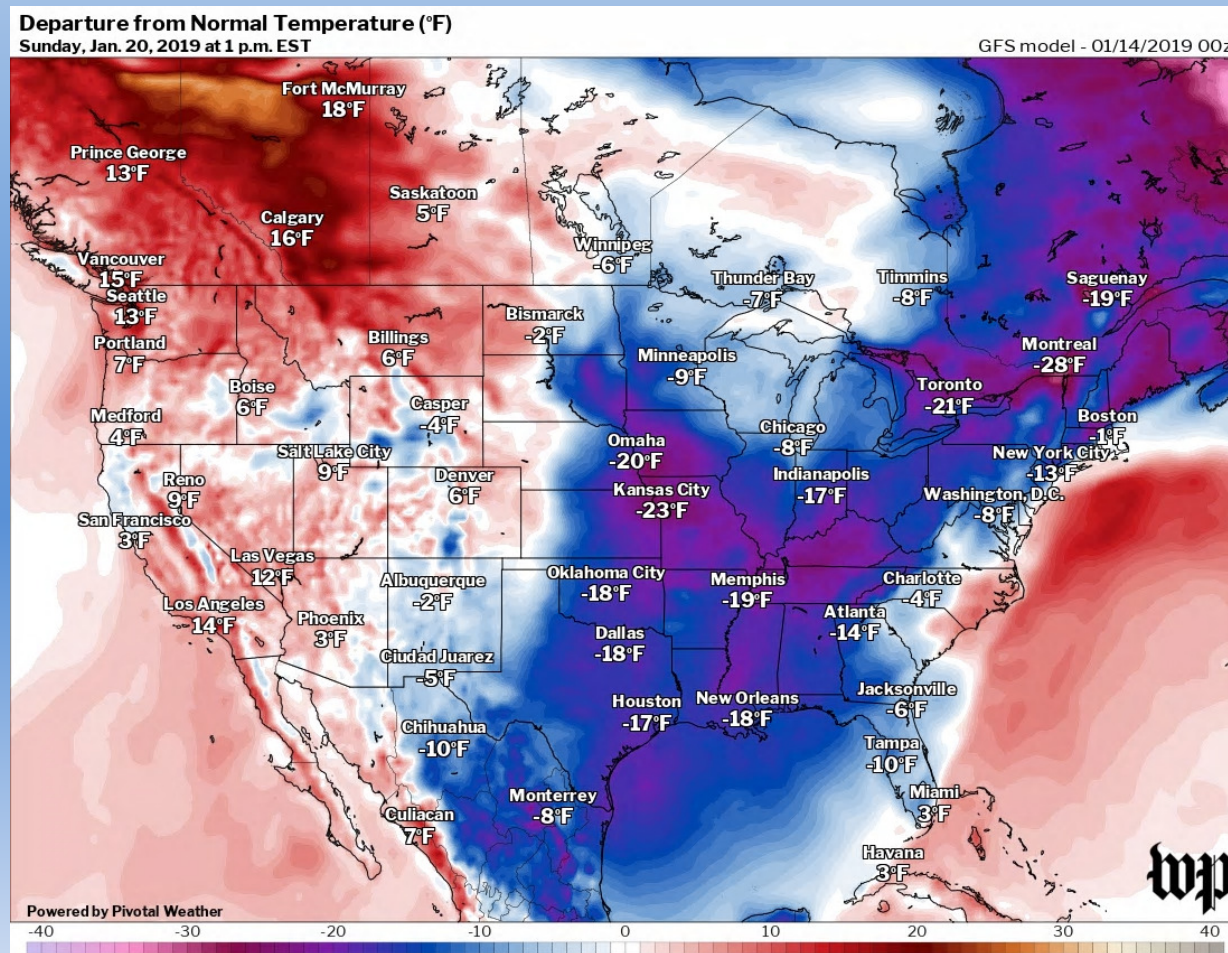 Departure from Normal Temperature (°F)
Sunday, Jan. 20, 2019 at 1 p.m. EST
GFS model - 01/14/2019 00z
Fort McMurray
18°F
Prince George
13°F
Saskatoon
5°F
Calgary
16°F
Winnipeg
-6°F
Vancouver
15°F
Thunder Bay
-7°F
Timmins
-8°F
Saguenay
-19°F
Seattle
13°F
Bismarck
-2°F
Portland
7°F
Billings
6°F
Minneapolis
-9°F
Montreal
-28°F
Boise
6°F
Toronto
-21°F
Casper
-4°F
Medford
4°F
Boston
-1°F
Chicago
-8°F
Omaha
-20°F
Salt Lake City
9°F
New York City
-13°F
Reno
9°F
Denver
6°F
Indianapolis
-17°F
Kansas City
-23°F
Washington, D.C.
-8°F
San Francisco
3°F
Las Vegas
12°F
Albuquerque
-2°F
Oklahoma City
-18°F
Memphis
-19°F
Charlotte
-4°F
Los Angeles
14°F
Phoenix
3°F
Atlanta
-14°F
Dallas
-18°F
Ciudad Juarez
-5°F
Houston
-17°F
New Orleans
-18°F
Jacksonville
-6°F
Chihuahua
-10°F
Tampa
-10°F
Monterrey
-8°F
Miami
3°F
Culiacan
7°F
Havana
3°F
wp
Powered by Pivotal Weather
-40 -30 -20 -10 0 10 20 30 40